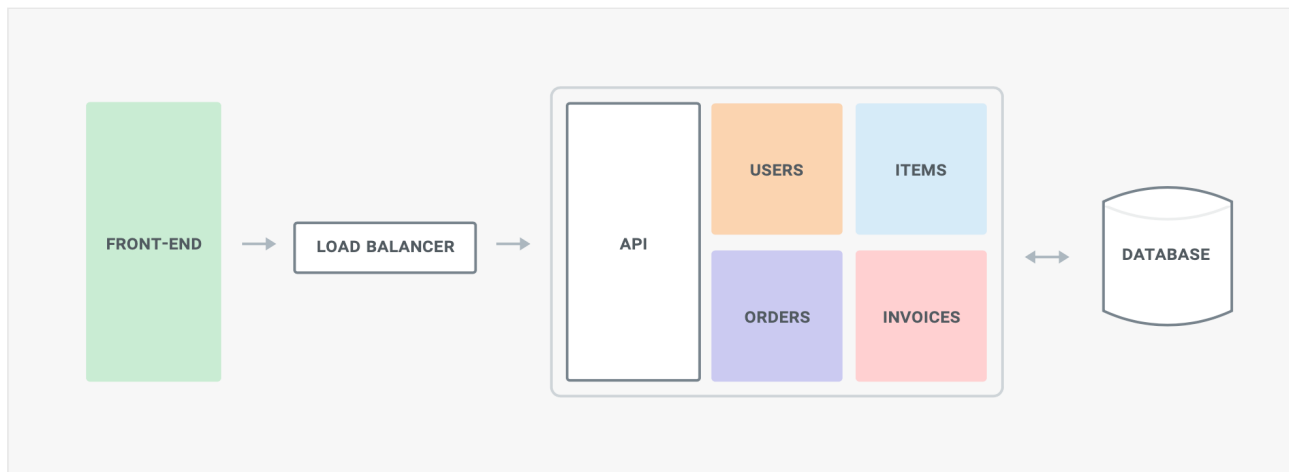 FRONT-END
LOAD BALANCER
API
USERS
ITEMS
ORDERS
INVOICES
DATABASE